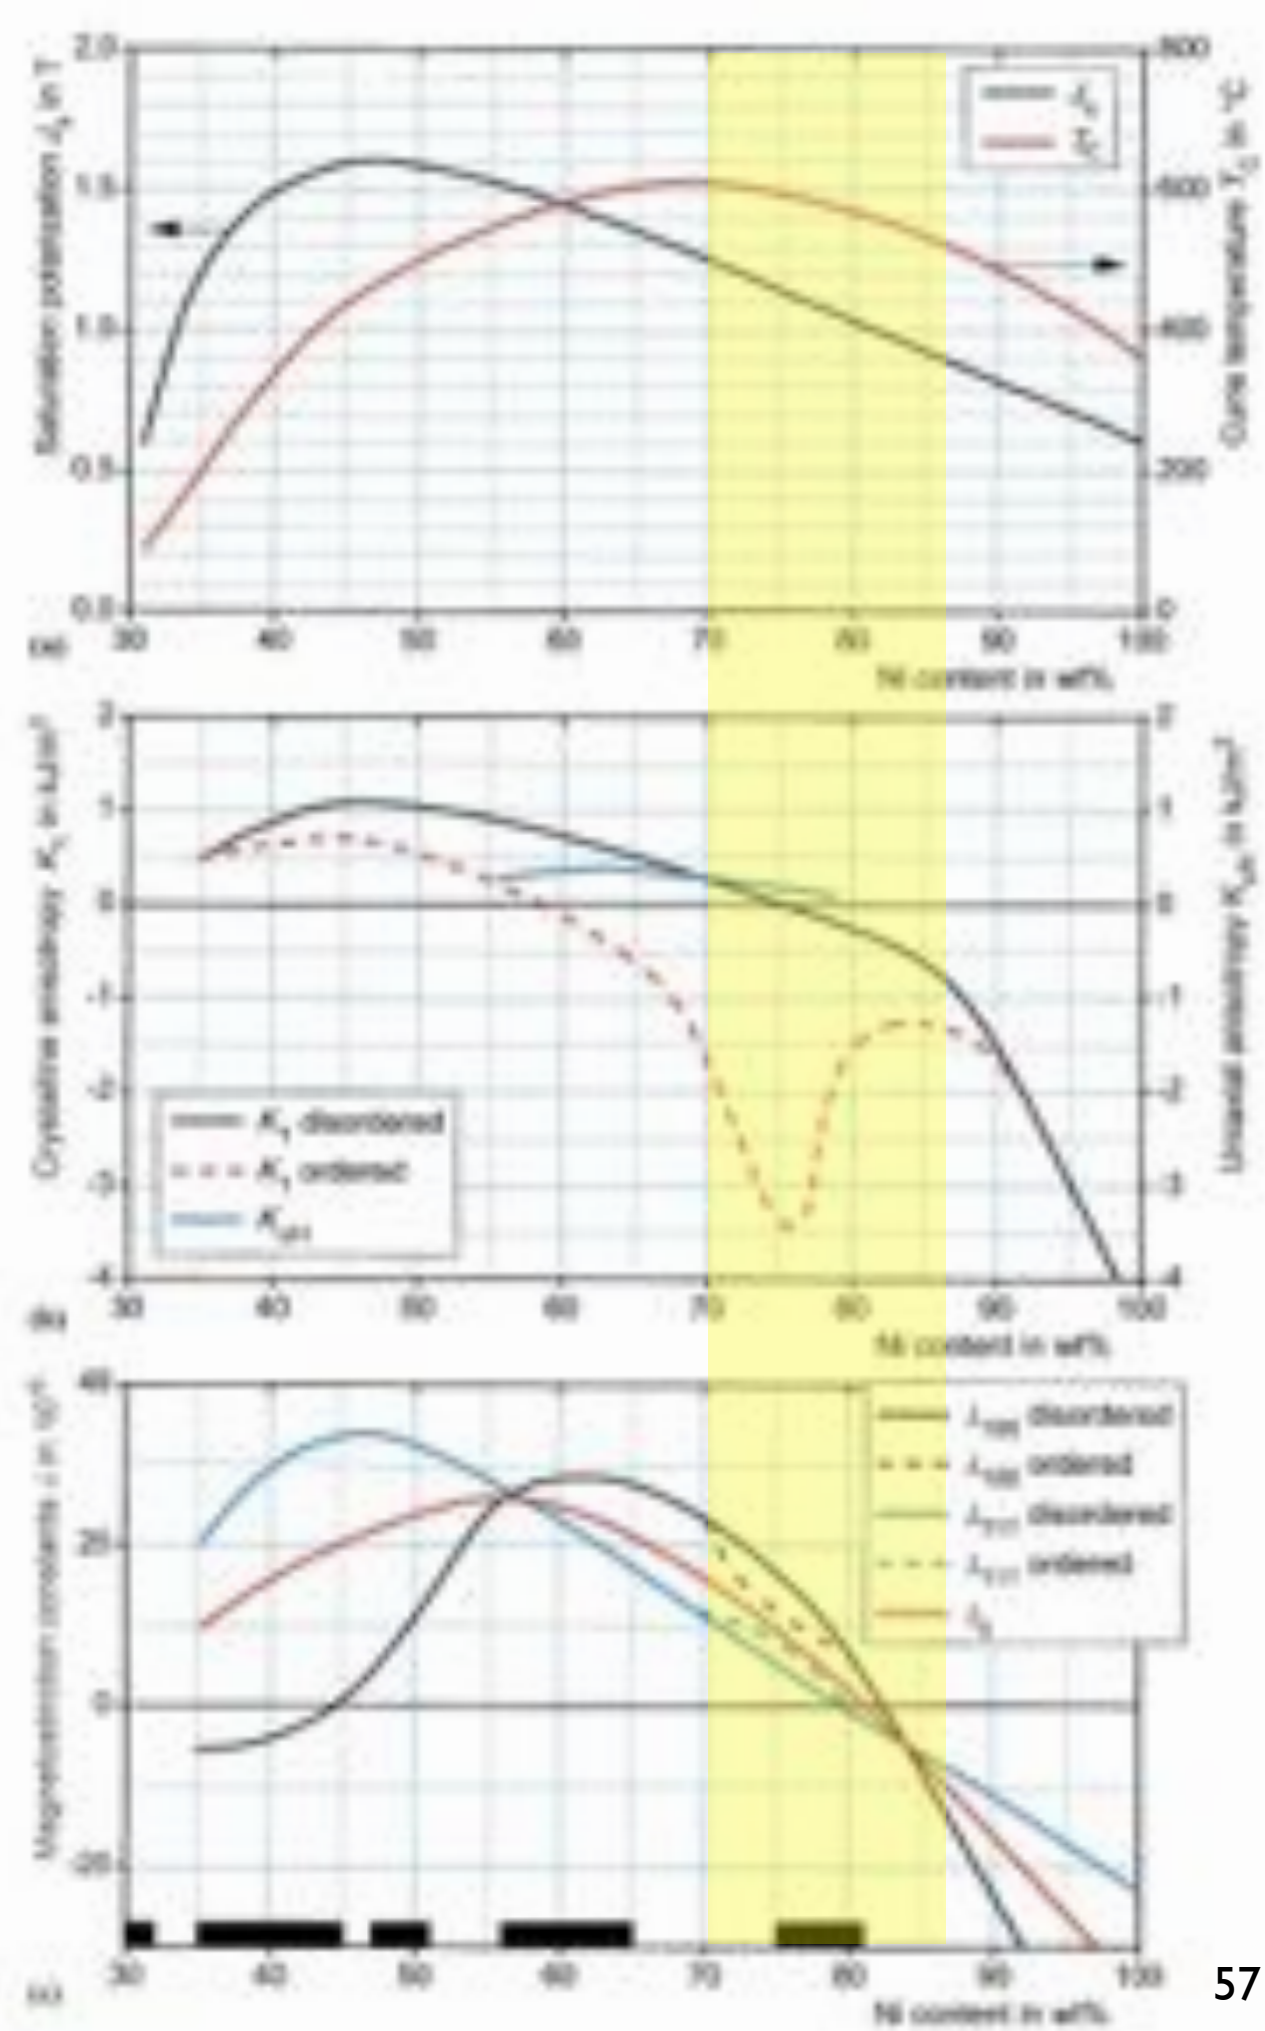 Saturation polarization J_s in T
2.0
1.5
1.0
0.5
0.0
800
600
400
200
0
Curie temperature T_C in °C
J_s
T_C
30 40 50 60 70 80 90 100
(a)
Ni content in wt%
Crystalline anisotropy K_1 in kJ/m³
2
1
0
-1
-2
-3
-4
2
1
0
-1
-2
-3
-4
Uniaxial anisotropy in kJ/m³
K_1 disordered
K_1 ordered
30 40 50 60 70 80 90 100
(b)
Ni content in wt%
Magnetostriction constants λ in 10⁻⁶
40
20
0
-20
λ_100 disordered
λ_100 ordered
λ_111 disordered
λ_111 ordered
λ_s
30 40 50 60 70 80 90 100
(c)
Ni content in wt%
57